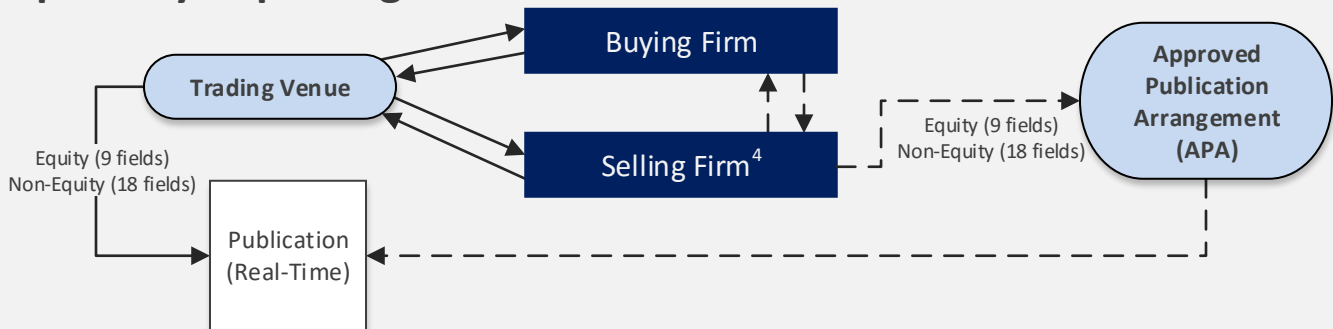 Buying Firm
Trading Venue
Approved
Publication
Arrangement
(APA)
Equity (9 fields)
Non-Equity (18 fields)
Selling Firm4
Equity (9 fields)
Non-Equity (18 fields)
Publication
(Real-Time)